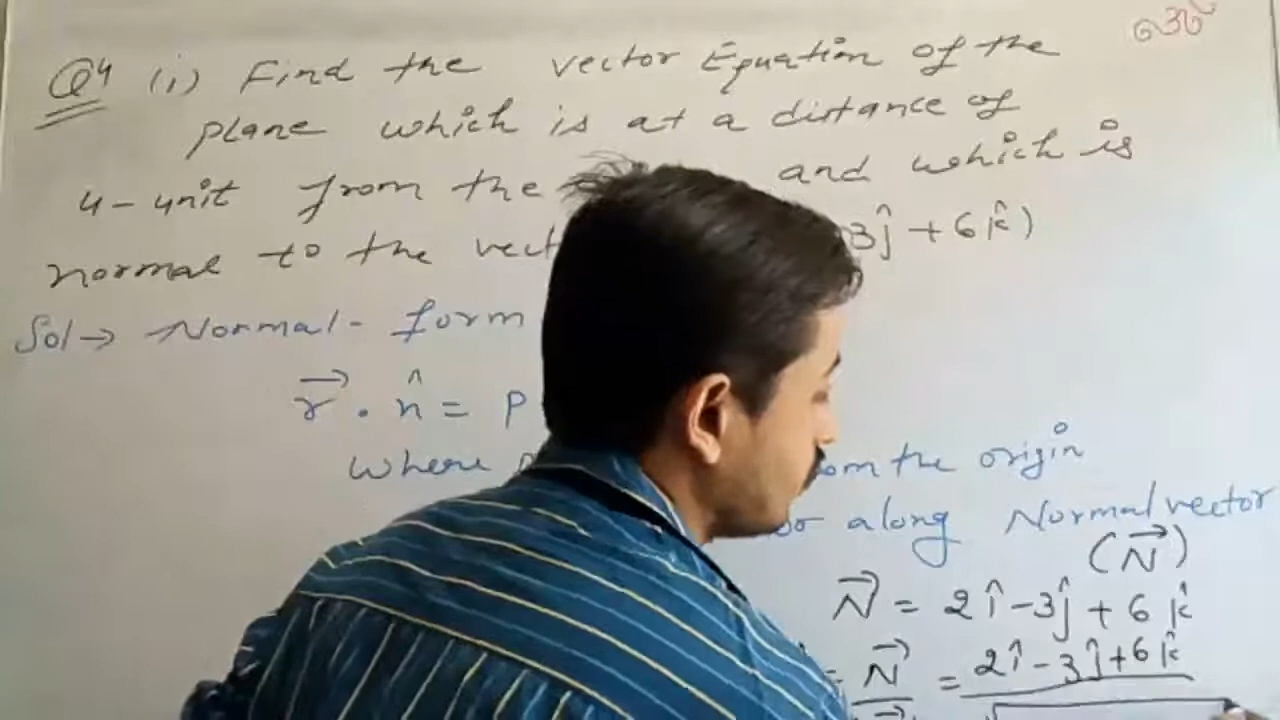 Q4 (i) Find the vector Equation of the
plane which is at a distance of
4-unit from the and which is
normal to the 3ĵ + 6k̂)
Sol→ Normal-form
r⃗ . n̂ = P
where the origin
along Normal vector
(N⃗)
N⃗ = 2î - 3ĵ + 6k̂
= N⃗ = 2î - 3ĵ + 6k̂